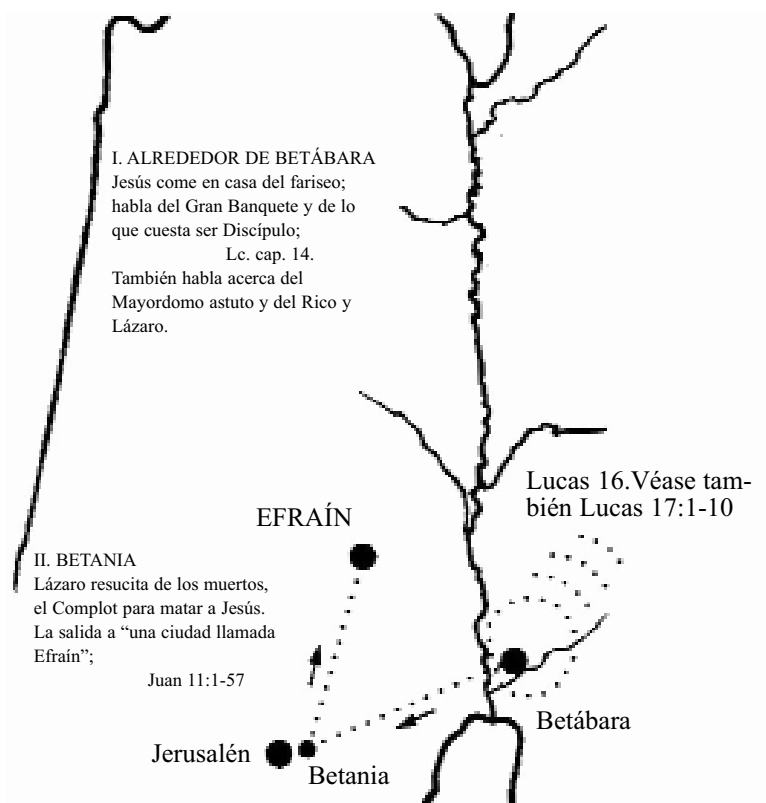 I. ALREDEDOR DE BETÁBARA
Jesús come en casa del fariseo;
habla del Gran Banquete y de lo
que cuesta ser Discípulo;
Lc. cap. 14.
También habla acerca del
Mayordomo astuto y del Rico y
Lázaro.
Lucas 16.Véase tam-
bién Lucas 17:1-10
EFRAÍN
II. BETANIA
Lázaro resucita de los muertos,
el Complot para matar a Jesús.
La salida a “una ciudad llamada
Efraín”;
Juan 11:1-57
Betábara
Jerusalén
Betania